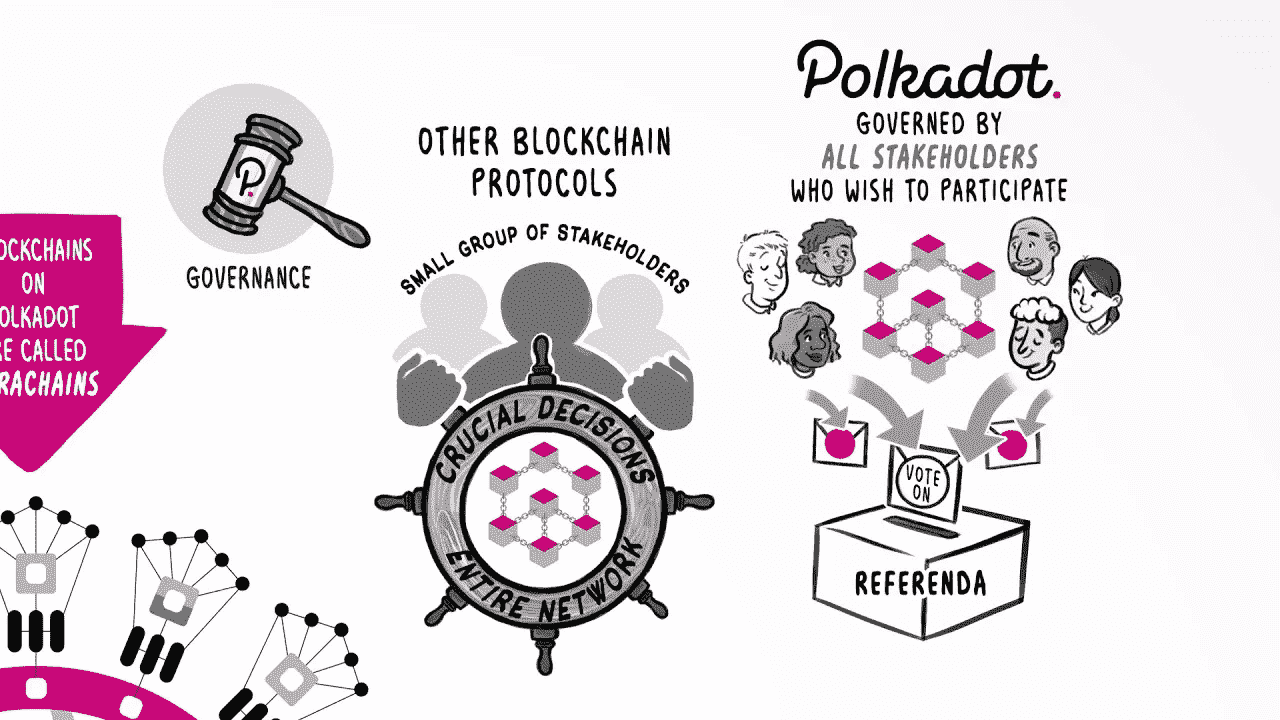 Polkadot.
GOVERNED BY
ALL STAKEHOLDERS
WHO WISH TO PARTICIPATE
OTHER BLOCKCHAIN
PROTOCOLS
SMALL GROUP OF STAKEHOLDERS
P.
GOVERNANCE
OCKCHAINS
ON
OLKADOT
RE CALLED
RACHAINS
CRUCIAL DECISIONS
ENTIRE NETWORK
VOTE
ON
REFERENDA